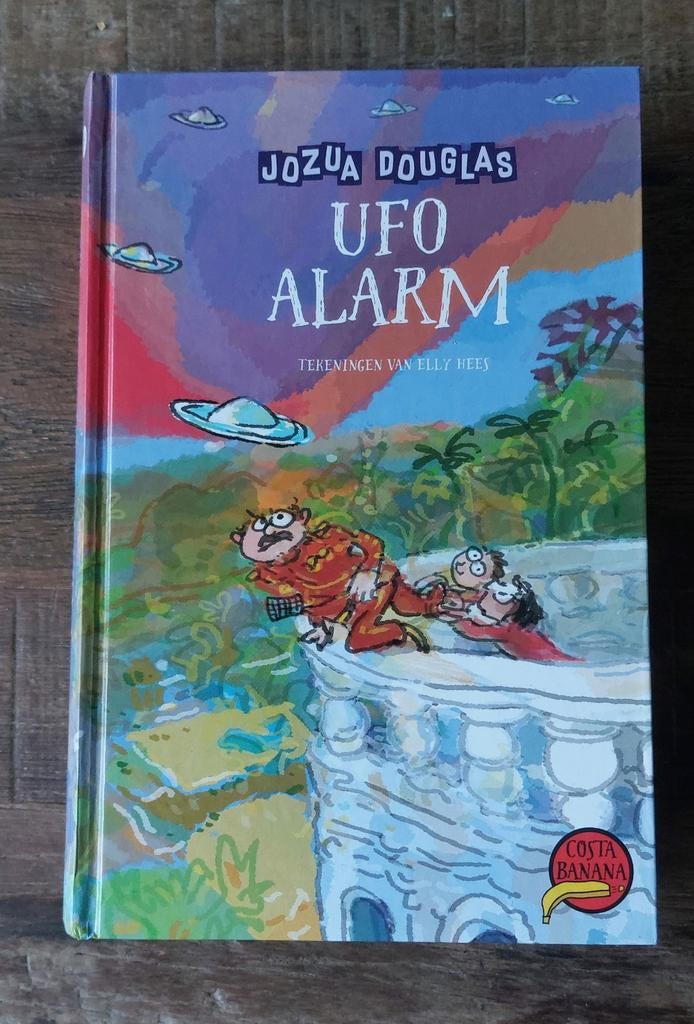 JOZUA DOUGLAS
UFO
ALARM
TEKENINGEN VAN ELLY HEES
COSTA
BANANA